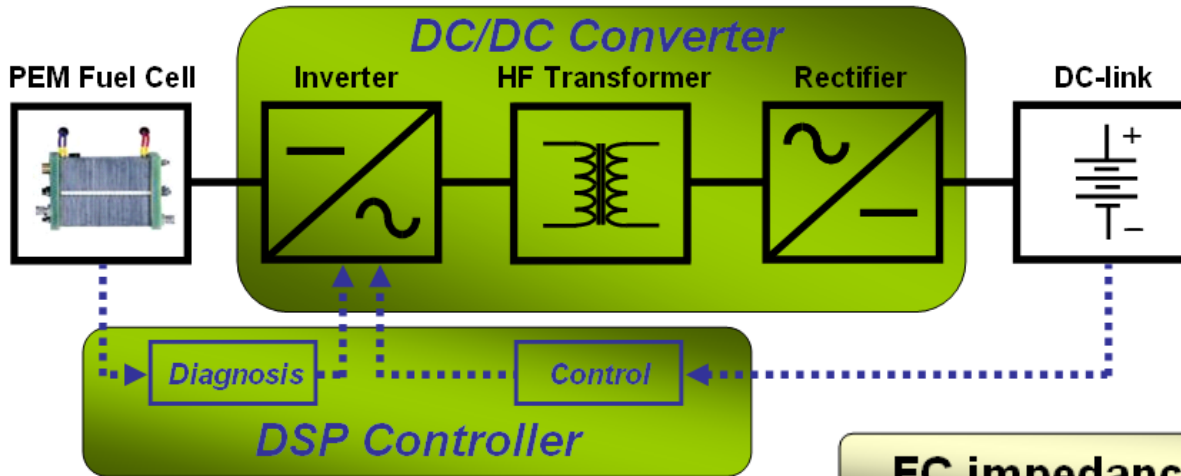 DC/DC Converter
PEM Fuel Cell
Inverter
HF Transformer
Rectifier
DC-link
+
−
Diagnosis
Control
DSP Controller
FC impedanc